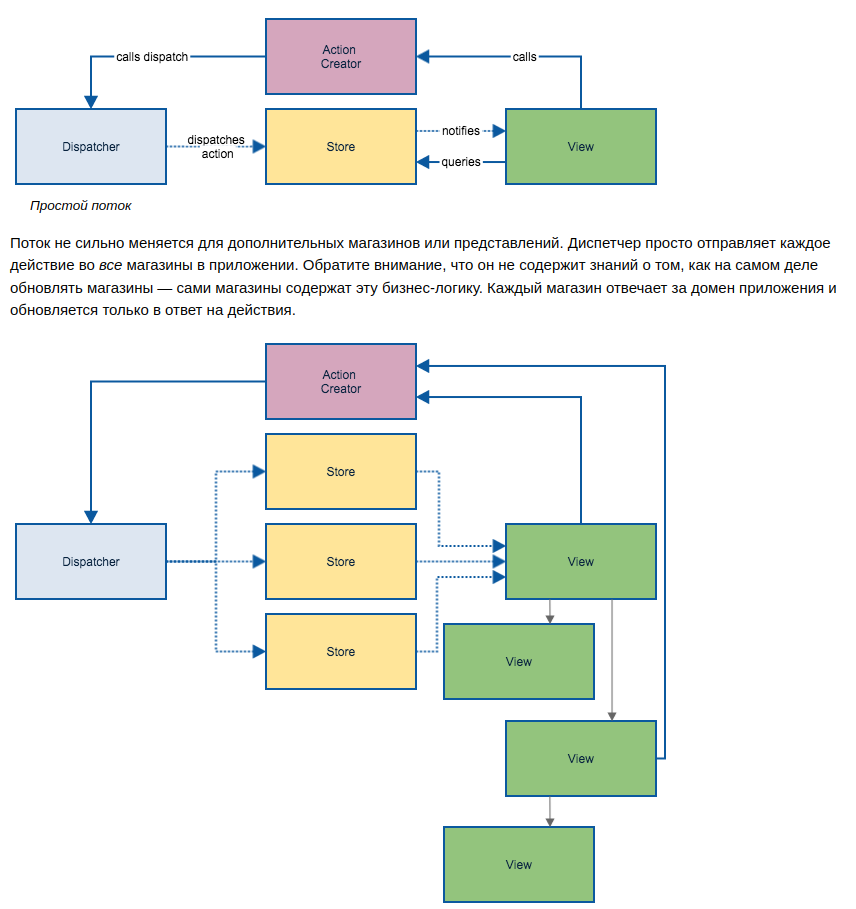 Action
Creator
calls dispatch
calls
Dispatcher
dispatches
action
Store
notifies
queries
View
Простой поток
Поток не сильно меняется для дополнительных магазинов или представлений. Диспетчер просто отправляет каждое
действие во все магазины в приложении. Обратите внимание, что он не содержит знаний о том, как на самом деле
обновлять магазины — сами магазины содержат эту бизнес-логику. Каждый магазин отвечает за домен приложения и
обновляется только в ответ на действия.
Action
Creator
Store
Dispatcher
Store
View
Store
View
View
View